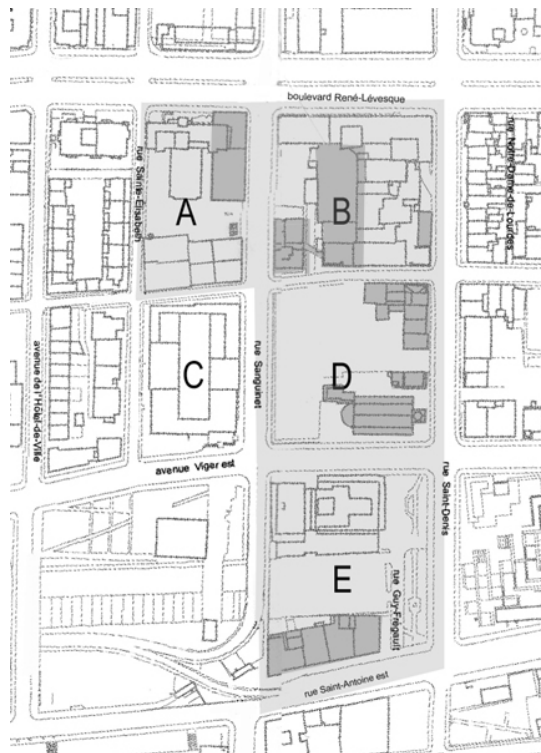 boulevard René-Lévesque
rue Sainte-Élisabeth
A
B
rue Notre-Dame-de-Lourdes
avenue de l'Hôtel-de-Ville
C
rue Sanguinet
D
avenue Viger est
rue Saint-Denis
E
rue Guy-Frégault
rue Saint-Antoine est